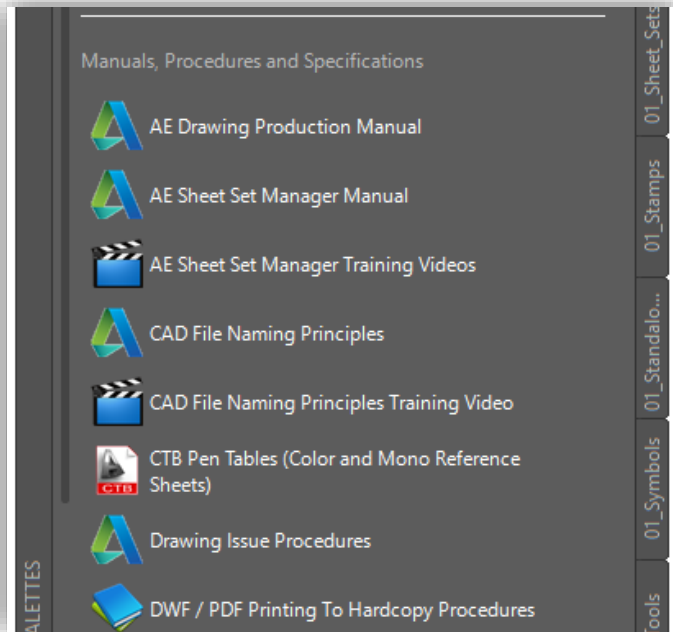 Manuals, Procedures and Specifications
AE Drawing Production Manual
AE Sheet Set Manager Manual
AE Sheet Set Manager Training Videos
CAD File Naming Principles
CAD File Naming Principles Training Video
CTB Pen Tables (Color and Mono Reference
Sheets)
CTB
Drawing Issue Procedures
DWF / PDF Printing To Hardcopy Procedures
01_Sheet_Sets
01_Stamps
01_Standalo...
01_Symbols